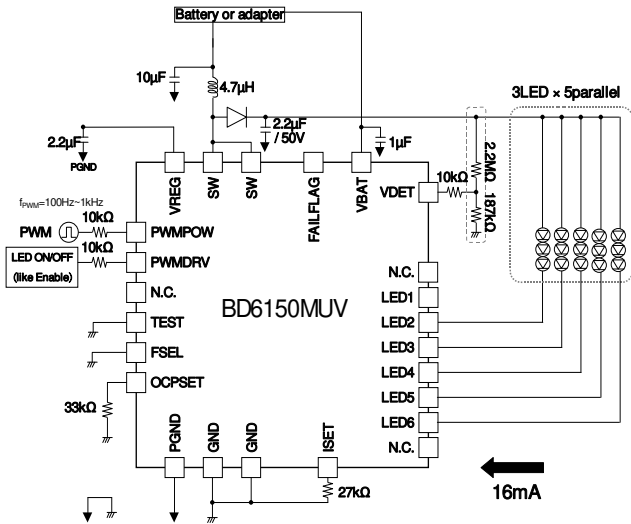 Battery or adapter
10μF
4.7μH
3LED × 5parallel
2.2μF
/ 50V
2.2μF
PGND
1μF
2.2MΩ
10kΩ
187kΩ
VREG
SW
SW
FAILFLAG
VBAT
VDET
fPWM=100Hz~1kHz
10kΩ
PWM
PWMPOW
10kΩ
LED ON/OFF
(like Enable)
PWMDRV
N.C.
N.C.
LED1
BD6150MUV
TEST
LED2
FSEL
LED3
OCPSET
LED4
33kΩ
LED5
LED6
PGND
GND
GND
ISET
N.C.
27kΩ
16mA